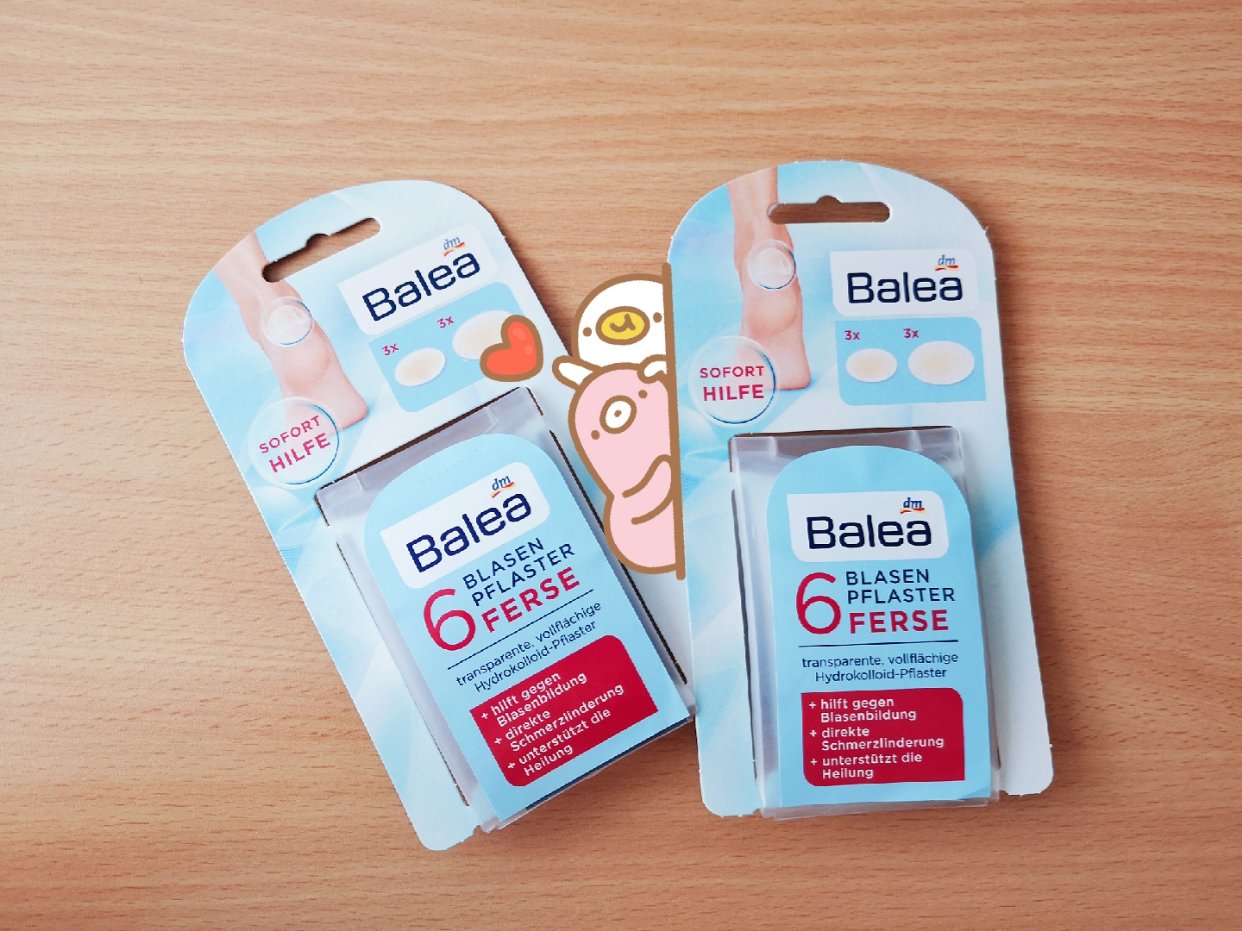 dm
Balea
3x
3x
SOFORT
HILFE
dm
Balea
6
BLASEN
PFLASTER
FERSE
transparente, vollflächige
Hydrokolloid-Pflaster
+ hilft gegen
Blasenbildung
+ direkte
Schmerzlinderung
+ unterstützt die
Heilung
dm
Balea
3x
3x
SOFORT
HILFE
dm
Balea
6
BLASEN
PFLASTER
FERSE
transparente, vollflächige
Hydrokolloid-Pflaster
+ hilft gegen
Blasenbildung
+ direkte
Schmerzlinderung
+ unterstützt die
Heilung